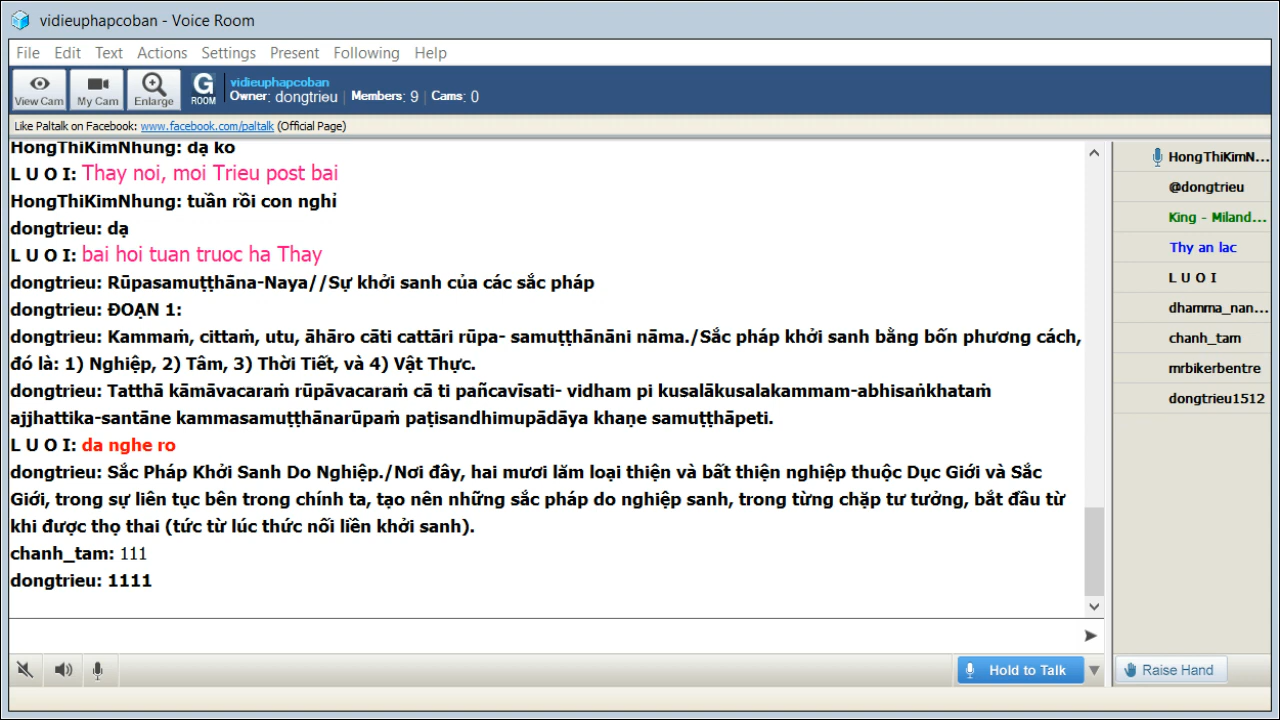 vidieuphapcoban - Voice Room
File Edit Text Actions Settings Present Following Help
View Cam
My Cam
Enlarge
G
ROOM
vidieuphapcoban
Owner: dongtrieu | Members: 9 | Cams: 0
Like Paltalk on Facebook: www.facebook.com/paltalk (Official Page)
HongThiKimNhung: dạ ko
L U O I: Thay noi, moi Trieu post bai
HongThiKimNhung: tuần rồi con nghỉ
dongtrieu: dạ
L U O I: bai hoi tuan truoc ha Thay
dongtrieu: Rūpasamuṭṭhāna-Naya//Sự khởi sanh của các sắc pháp
dongtrieu: ĐOẠN 1:
dongtrieu: Kammaṁ, cittaṁ, utu, āhāro cāti cattāri rūpa- samuṭṭhānāni nāma./Sắc pháp khởi sanh bằng bốn phương cách,
đó là: 1) Nghiệp, 2) Tâm, 3) Thời Tiết, và 4) Vật Thực.
dongtrieu: Tatthā kāmāvacaraṁ rūpāvacaraṁ cā ti pañcavīsati- vidham pi kusalākusalakammam-abhisaṅkhataṁ
ajjhattika-santāne kammasamuṭṭhānarūpaṁ paṭisandhimupādāya khaṇe samuṭṭhāpeti.
L U O I: da nghe ro
dongtrieu: Sắc Pháp Khởi Sanh Do Nghiệp./Nơi đây, hai mươi lăm loại thiện và bất thiện nghiệp thuộc Dục Giới và Sắc
Giới, trong sự liên tục bên trong chính ta, tạo nên những sắc pháp do nghiệp sanh, trong từng chặp tư tưởng, bắt đầu từ
khi được thọ thai (tức từ lúc thức nối liền khởi sanh).
chanh_tam: 111
dongtrieu: 1111
HongThiKimN...
@dongtrieu
King - Miland...
Thy an lac
L U O I
dhamma_nan...
chanh_tam
mrbikerbentre
dongtrieu1512
Hold to Talk
Raise Hand